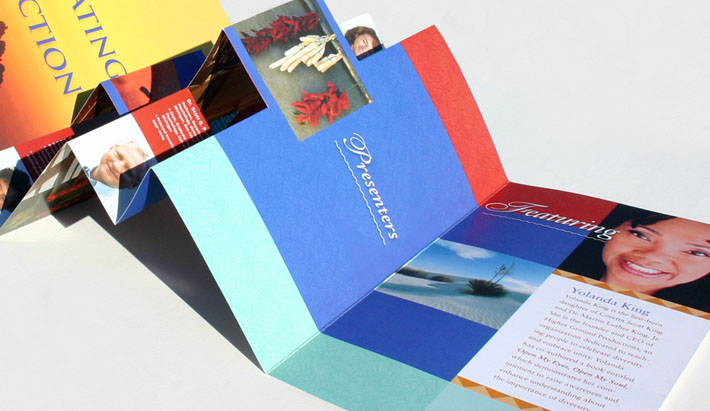 ATING
CTION
Presenters
Featuring
Yolanda King
Yolanda King is the first-born
daughter of Coretta Scott King
and Dr. Martin Luther King, Jr.
She is the founder and CEO of
Higher Ground Productions, an
organization dedicated to teach-
ing people to celebrate diversity
and embrace unity. Yolanda
has co-authored a book entitled
Open My Eyes, Open My Soul,
which demonstrates her com-
mitment to raise awareness and
enhance understanding about
the importance of diversity